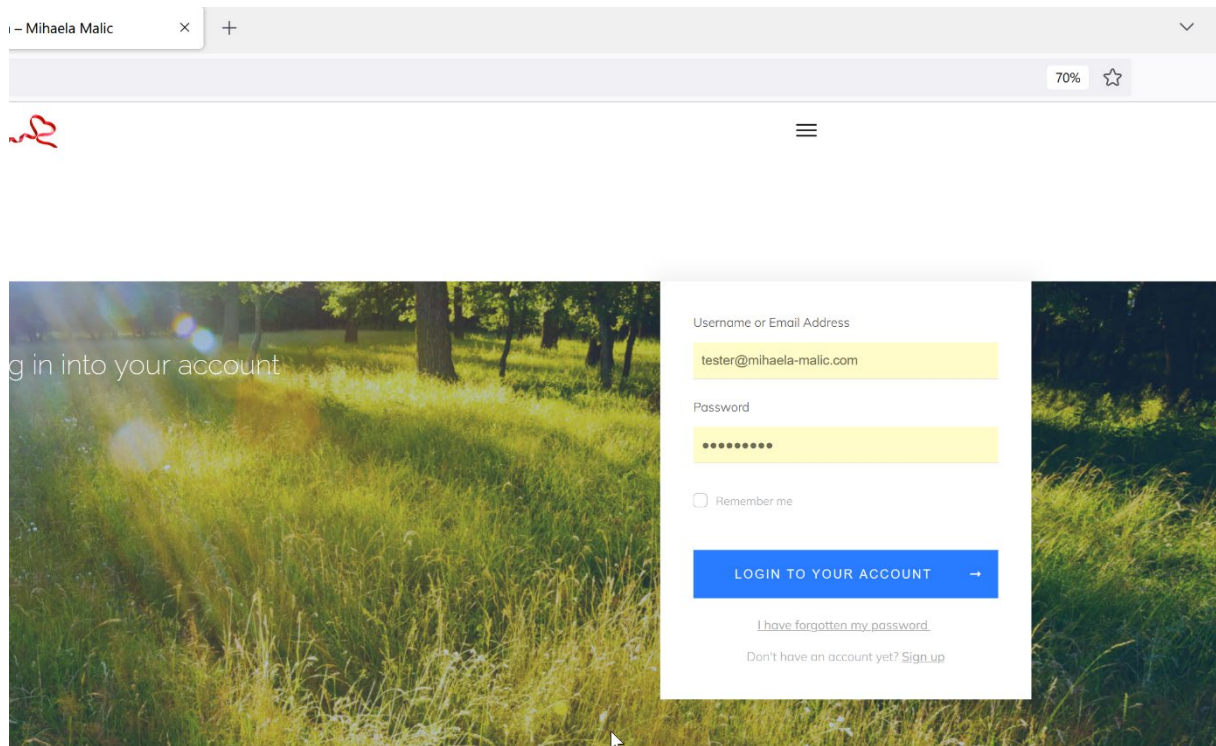 – Mihaela Malic
70%
g in into your account
Username or Email Address
tester@mihaela-malic.com
Password
Remember me
LOGIN TO YOUR ACCOUNT →
I have forgotten my password
Don't have an account yet? Sign up